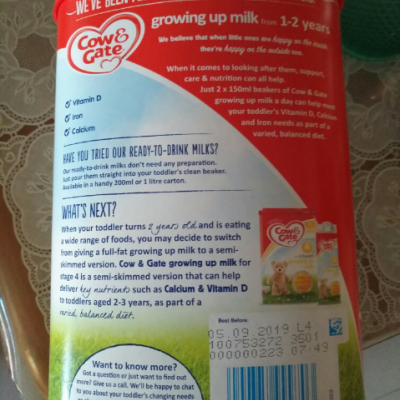 WE'VE BEEN
growing up milk from 1-2 years
We believe that when little ones are happy on the inside,
they're happy on the outside too.
Cow &
Gate
When it comes to looking after them, support,
care & nutrition can all help.
Just 2 x 150ml beakers of Cow & Gate
growing up milk a day can help meet
your toddler's Vitamin D, Calcium
and Iron needs as part of a
varied, balanced diet.
Vitamin D
Iron
Calcium
HAVE YOU TRIED OUR READY-TO-DRINK MILKS?
Our ready-to-drink milks don't need any preparation.
Just pour them straight into your toddler's clean beaker.
Available in a handy 200ml or 1 litre carton.
WHAT'S NEXT?
When your toddler turns 2 years old and is eating
a wide range of foods, you may decide to switch
from giving a full-fat growing up milk to a semi-
skimmed version. Cow & Gate growing up milk for
stage 4 is a semi-skimmed version that can help
deliver key nutrients such as Calcium & Vitamin D
to toddlers aged 2-3 years, as part of a
varied, balanced diet.
Cow &
Gate
Best Before:
05.09.2019 L4
100753272 3501
000000223 07:49
Want to know more?
Got a question or just want to find out
more? Give us a call. We'll be happy to chat
to you about your toddler's changing needs